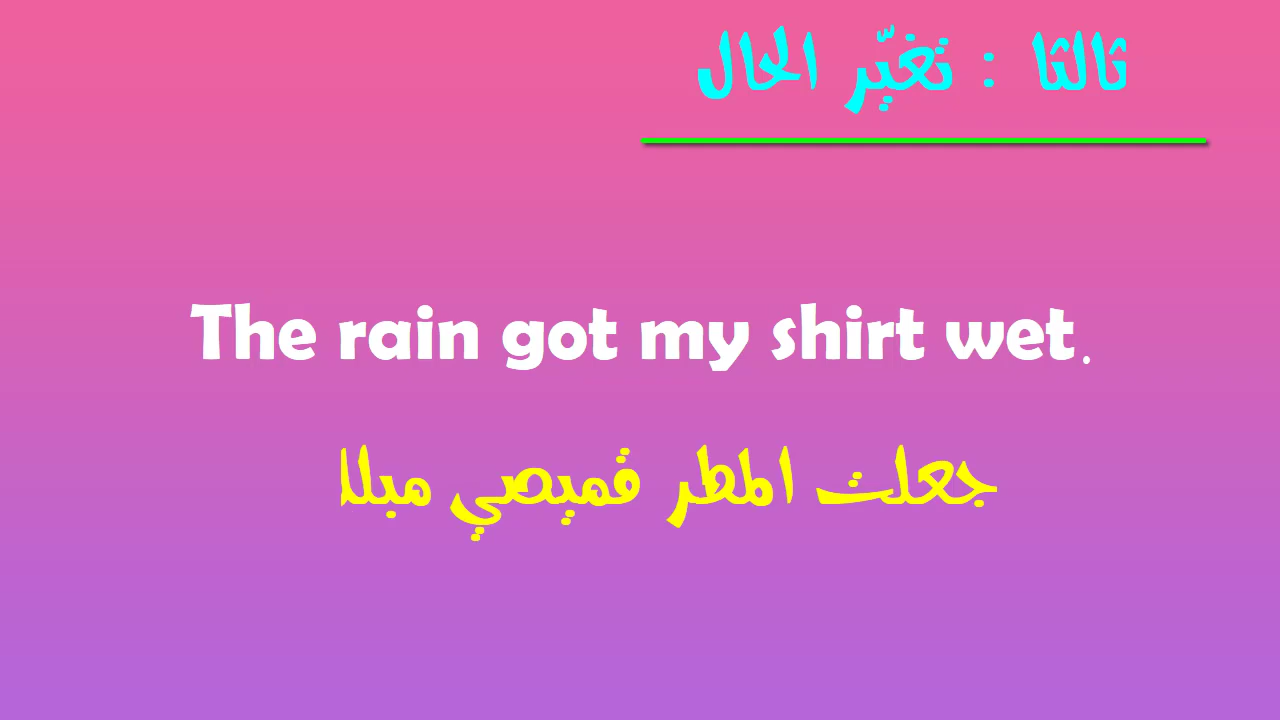 ثالثا : تغيّر الحال
The rain got my shirt wet.
جعلت المطر قميصي مبللا